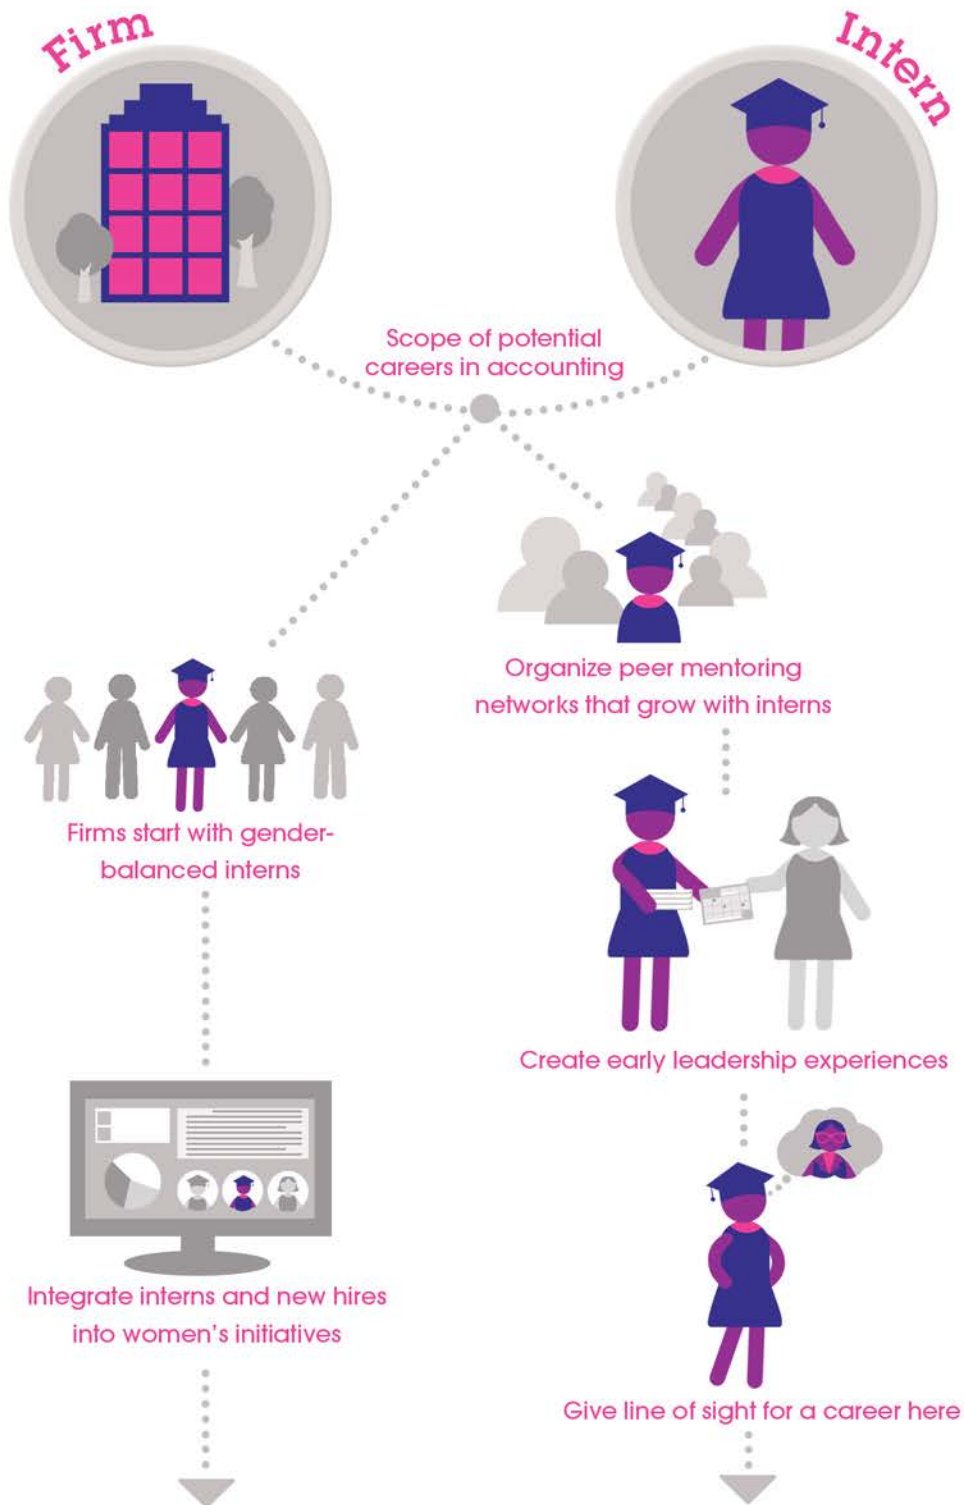 Firm
Intern
Scope of potential
careers in accounting
Organize peer mentoring
networks that grow with interns
Firms start with gender-
balanced interns
Create early leadership experiences
Integrate interns and new hires
into women's initiatives
Give line of sight for a career here